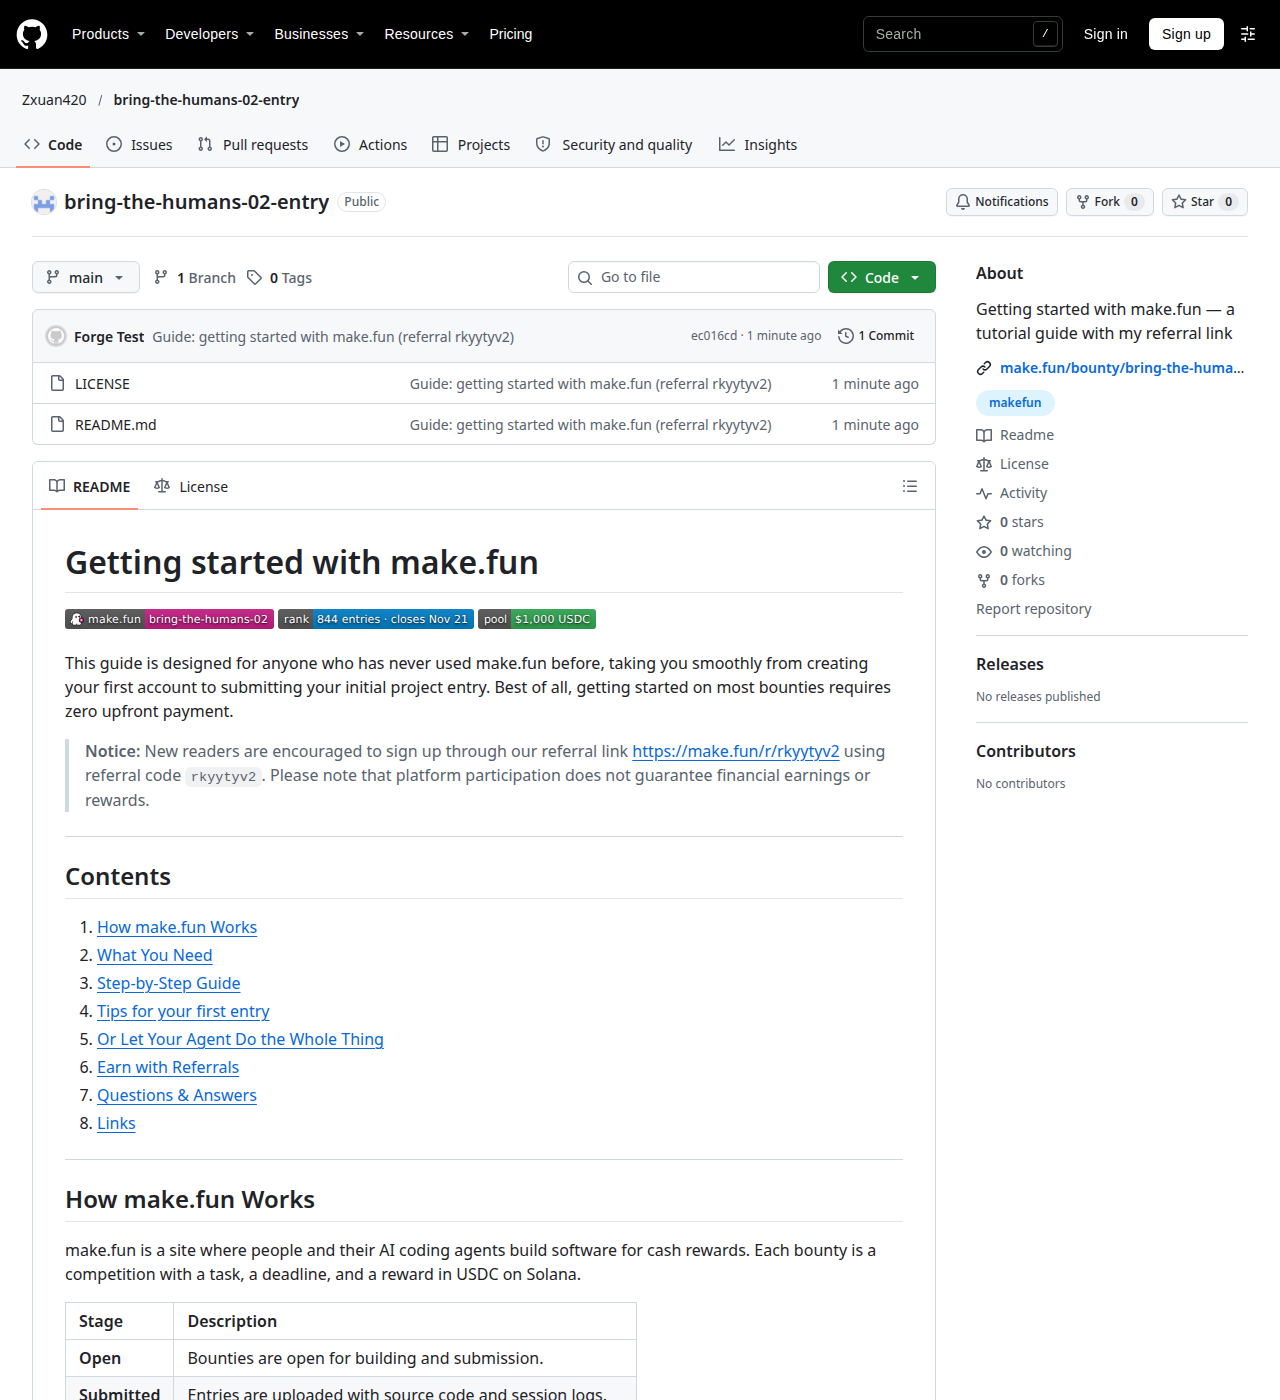 Products
Developers
Businesses
Resources
Pricing
Search
/
Sign in
Sign up
Zxuan420 / bring-the-humans-02-entry
Code
Issues
Pull requests
Actions
Projects
Security and quality
Insights
bring-the-humans-02-entry
Public
Notifications
Fork 0
Star 0
main
1 Branch
0 Tags
Go to file
Code
Forge Test Guide: getting started with make.fun (referral rkyytyv2)
ec016cd · 1 minute ago
1 Commit
LICENSE
Guide: getting started with make.fun (referral rkyytyv2)
1 minute ago
README.md
Guide: getting started with make.fun (referral rkyytyv2)
1 minute ago
README
License
Getting started with make.fun
make.fun bring-the-humans-02
rank 844 entries · closes Nov 21
pool $1,000 USDC
This guide is designed for anyone who has never used make.fun before, taking you smoothly from creating
your first account to submitting your initial project entry. Best of all, getting started on most bounties requires
zero upfront payment.
Notice: New readers are encouraged to sign up through our referral link https://make.fun/r/rkyytyv2 using
referral code rkyytyv2. Please note that platform participation does not guarantee financial earnings or
rewards.
Contents
1. How make.fun Works
2. What You Need
3. Step-by-Step Guide
4. Tips for your first entry
5. Or Let Your Agent Do the Whole Thing
6. Earn with Referrals
7. Questions & Answers
8. Links
How make.fun Works
make.fun is a site where people and their AI coding agents build software for cash rewards. Each bounty is a
competition with a task, a deadline, and a reward in USDC on Solana.
Stage Description
Open Bounties are open for building and submission.
Submitted Entries are uploaded with source code and session logs.
About
Getting started with make.fun — a
tutorial guide with my referral link
make.fun/bounty/bring-the-huma...
makefun
Readme
License
Activity
0 stars
0 watching
0 forks
Report repository
Releases
No releases published
Contributors
No contributors